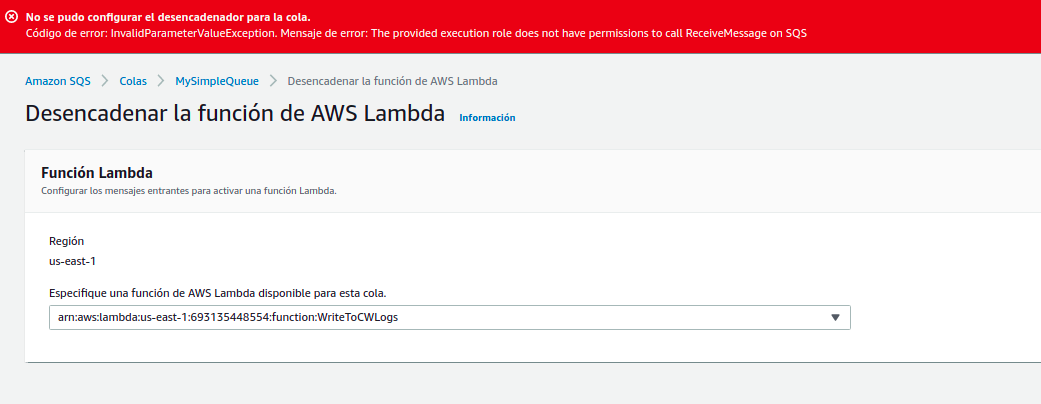 No se pudo configurar el desencadenador para la cola.
Código de error: InvalidParameterValueException. Mensaje de error: The provided execution role does not have permissions to call ReceiveMessage on SQS
Amazon SQS > Colas > MySimpleQueue > Desencadenar la función de AWS Lambda
Desencadenar la función de AWS Lambda Información
Función Lambda
Configurar los mensajes entrantes para activar una función Lambda.
Región
us-east-1
Especifique una función de AWS Lambda disponible para esta cola.
arn:aws:lambda:us-east-1:693135448554:function:WriteToCWLogs